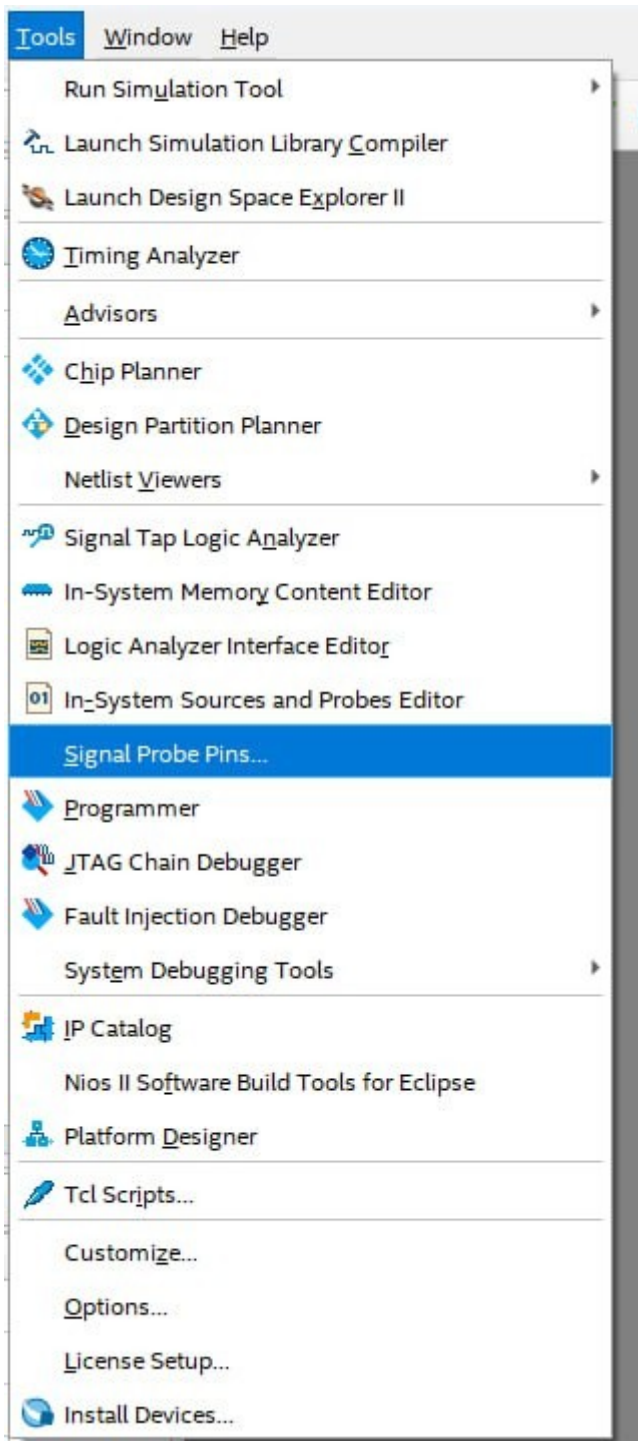 Tools Window Help
Run Simulation Tool
Launch Simulation Library Compiler
Launch Design Space Explorer II
Timing Analyzer
Advisors
Chip Planner
Design Partition Planner
Netlist Viewers
Signal Tap Logic Analyzer
In-System Memory Content Editor
Logic Analyzer Interface Editor
01 In-System Sources and Probes Editor
Signal Probe Pins...
Programmer
JTAG Chain Debugger
Fault Injection Debugger
System Debugging Tools
IP Catalog
Nios II Software Build Tools for Eclipse
Platform Designer
Tcl Scripts...
Customize...
Options...
License Setup...
Install Devices...